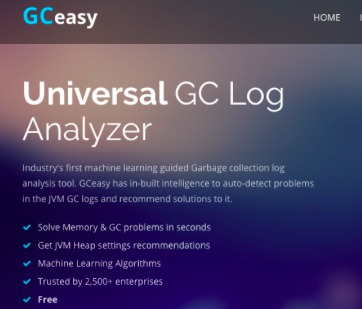 GCeasy
HOME
Universal GC Log
Analyzer
Industry's first machine learning guided Garbage collection log
analysis tool. GCeasy has in-built intelligence to auto-detect problems
in the JVM GC logs and recommend solutions to it.
Solve Memory & GC problems in seconds
Get JVM Heap settings recommendations
Machine Learning Algorithms
Trusted by 2,500+ enterprises
Free